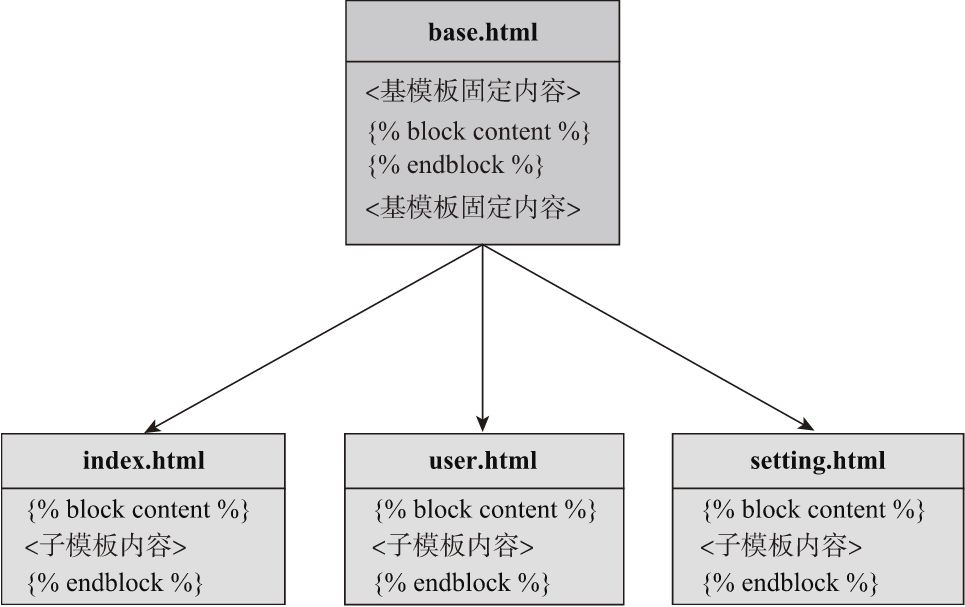 base.html
<基模板固定内容>
{% block content %}
{% endblock %}
<基模板固定内容>
index.html
{% block content %}
<子模板内容>
{% endblock %}
user.html
{% block content %}
<子模板内容>
{% endblock %}
setting.html
{% block content %}
<子模板内容>
{% endblock %}